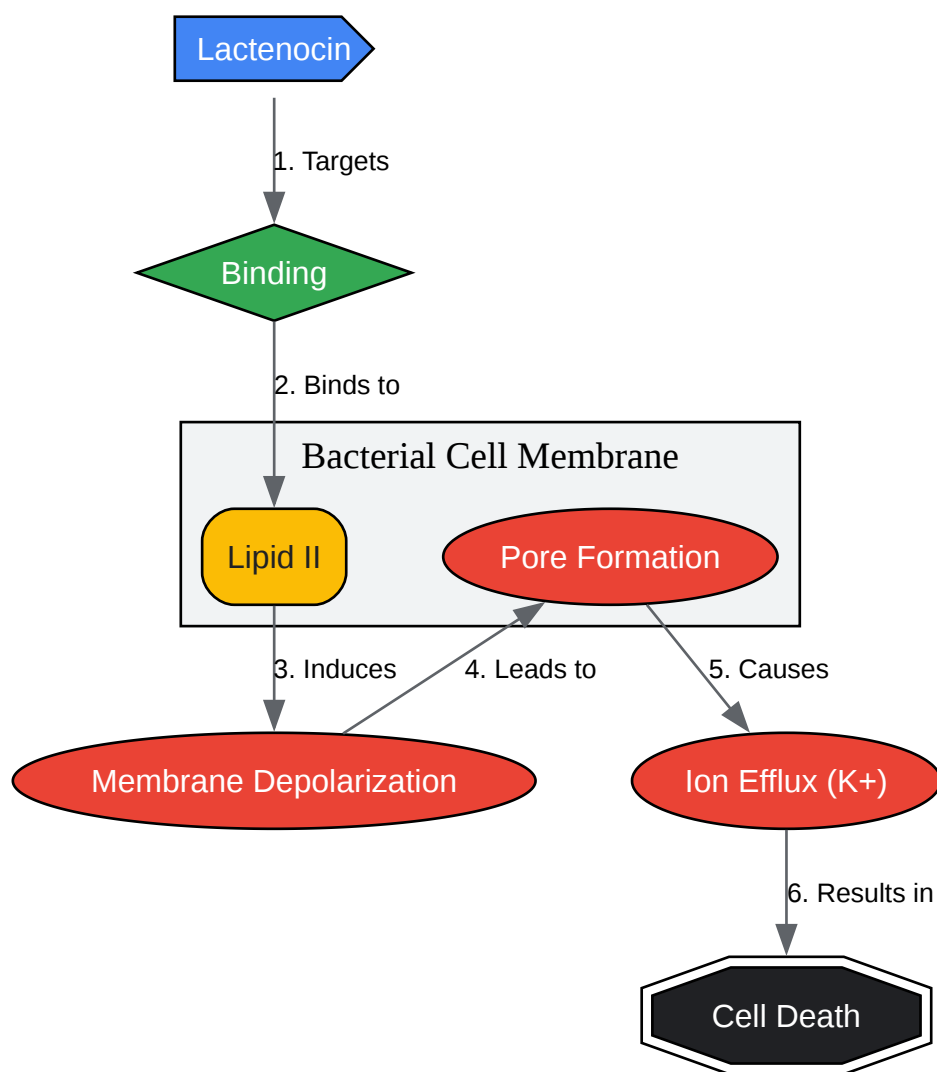 Lactenocin
1. Targets
Binding
2. Binds to
Bacterial Cell Membrane
Lipid II
Pore Formation
3. Induces
4. Leads to
5. Causes
Membrane Depolarization
Ion Efflux (K+)
6. Results in
Cell Death